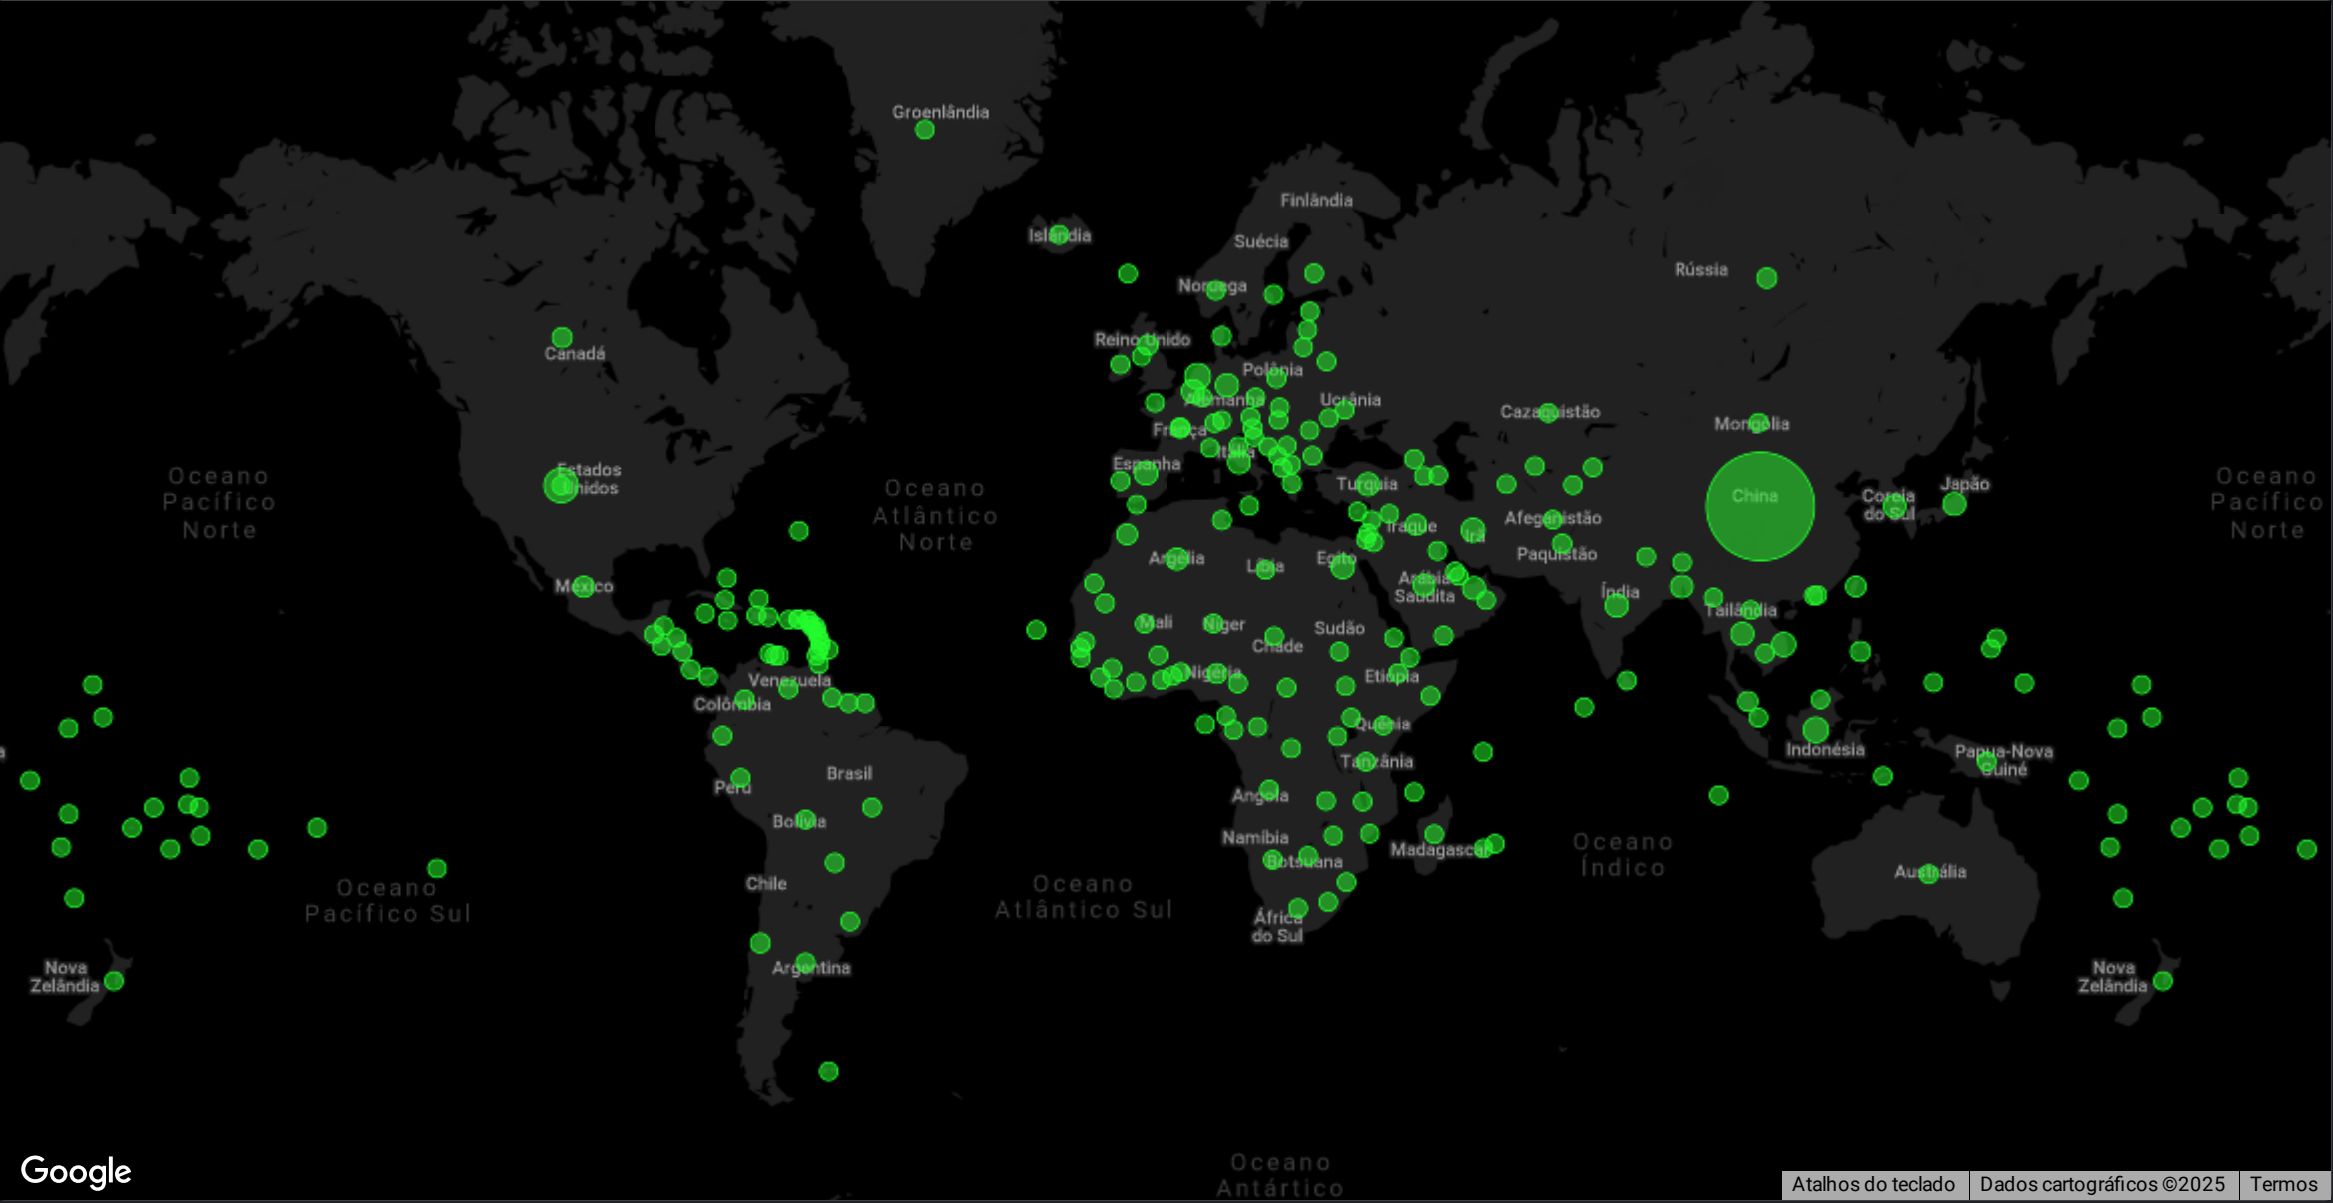 Groenlândia
Finlândia
Islândia
Suécia
Rússia
Noruega
Reino Unido
Canadá
Polônia
Alemanha
Ucrânia
Cazaquistão
Mongólia
França
Itália
Espanha
Estados
Unidos
Oceano
Pacífico
Norte
Oceano
Atlântico
Norte
Turquia
China
Coreia
do Sul
Japão
Oceano
Pacífico
Norte
Iraque
Irã
Afeganistão
Paquistão
Argélia
Líbia
Egito
Arábia
Saudita
México
Índia
Tailândia
Mali
Níger
Chade
Sudão
Nigéria
Etiópia
Venezuela
Colômbia
Quênia
Tanzânia
Indonésia
Papua-Nova
Guiné
Brasil
Peru
Bolívia
Angola
Namíbia
Botsuana
Madagascar
Oceano
Índico
Austrália
Chile
Oceano
Pacífico Sul
Oceano
Atlântico Sul
África
do Sul
Argentina
Nova
Zelândia
Nova
Zelândia
Oceano
Antártico
Google
Atalhos do teclado
Dados cartográficos ©2025
Termos